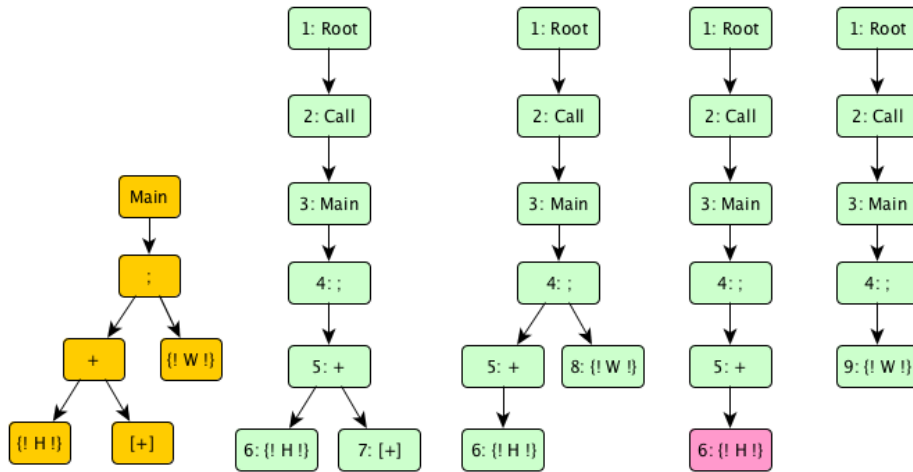 1: Root
1: Root
1: Root
1: Root
2: Call
2: Call
2: Call
2: Call
Main
3: Main
3: Main
3: Main
3: Main
;
4: ;
4: ;
4: ;
4: ;
+
{! W !}
5: +
5: +
8: {! W !}
5: +
9: {! W !}
{! H !}
[+]
6: {! H !}
7: [+]
6: {! H !}
6: {! H !}